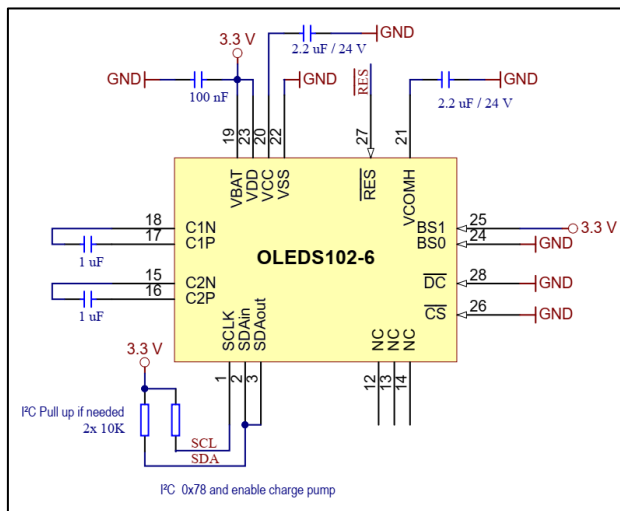 3.3 V
GND
100 nF
2.2 uF / 24 V
GND
GND
RES
2.2 uF / 24 V
GND
19
23
20
22
27
21
VBAT
VDD
VCC
VSS
RES
VCOMH
18
C1N
17
C1P
1 uF
15
C2N
16
C2P
1 uF
OLEDS102-6
BS1
25
3.3 V
BS0
24
GND
DC
28
GND
CS
26
GND
SCLK
SDAin
SDAout
NC
NC
NC
1
2
3
12
13
14
3.3 V
I²C Pull up if needed
2x 10K
SCL
SDA
I²C 0x78 and enable charge pump